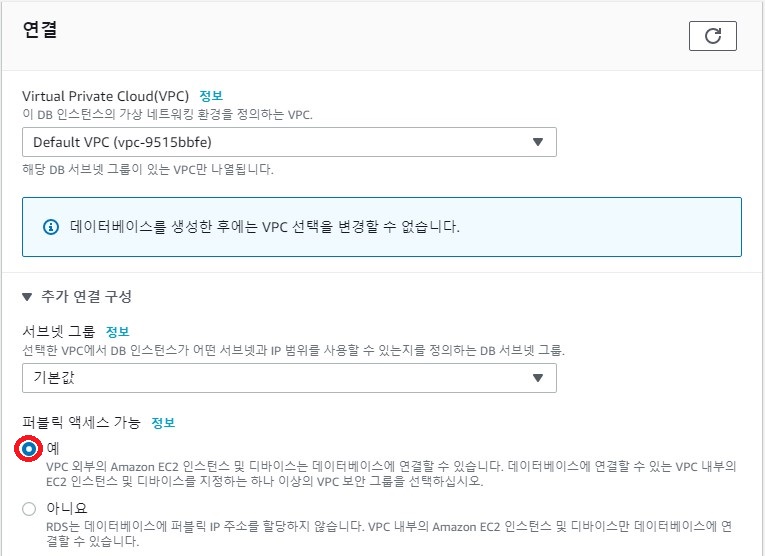 연결
Virtual Private Cloud(VPC) 정보
이 DB 인스턴스의 가상 네트워킹 환경을 정의하는 VPC.
Default VPC (vpc-9515bbfe)
해당 DB 서브넷 그룹이 있는 VPC만 나열됩니다.
데이터베이스를 생성한 후에는 VPC 선택을 변경할 수 없습니다.
추가 연결 구성
서브넷 그룹 정보
선택한 VPC에서 DB 인스턴스가 어떤 서브넷과 IP 범위를 사용할 수 있는지를 정의하는 DB 서브넷 그룹.
기본값
퍼블릭 액세스 가능 정보
예
VPC 외부의 Amazon EC2 인스턴스 및 디바이스는 데이터베이스에 연결할 수 있습니다. 데이터베이스에 연결할 수 있는 VPC 내부의
EC2 인스턴스 및 디바이스를 지정하는 하나 이상의 VPC 보안 그룹을 선택하십시오.
아니요
RDS는 데이터베이스에 퍼블릭 IP 주소를 할당하지 않습니다. VPC 내부의 Amazon EC2 인스턴스 및 디바이스만 데이터베이스에 연
결할 수 있습니다.